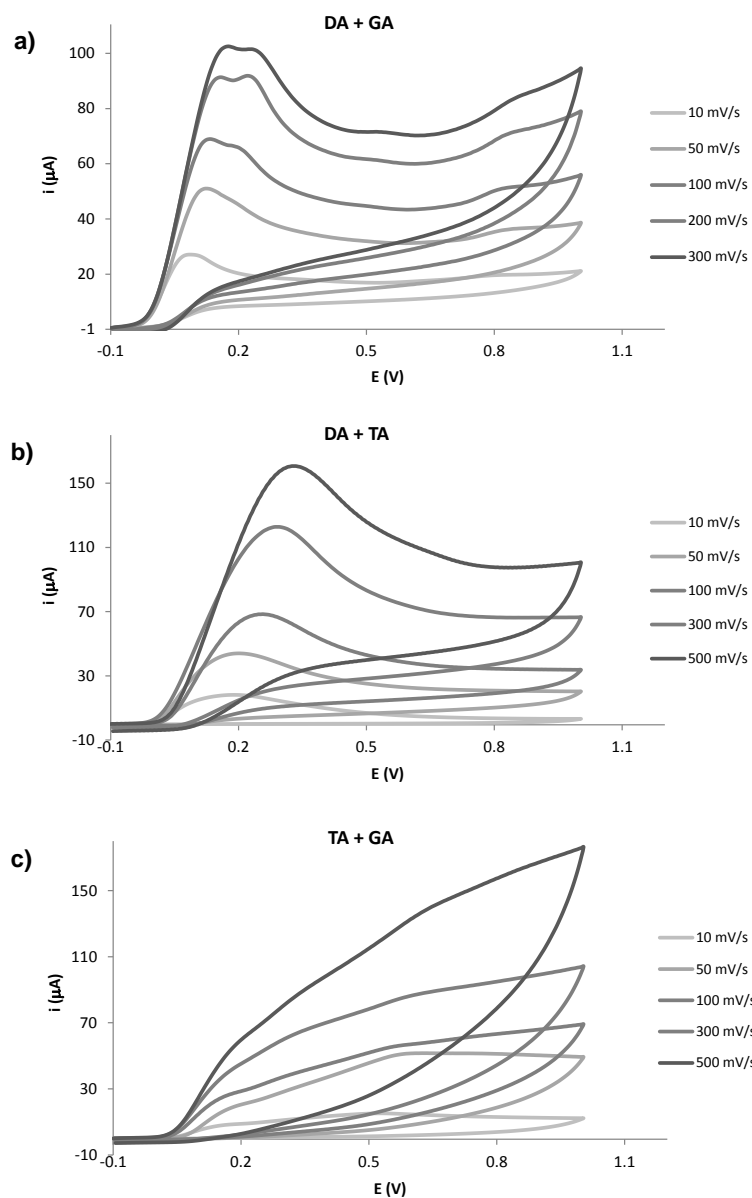 a)
DA + GA
i (µA)
100
80
60
40
20
-1
-0.1 0.2 0.5 0.8 1.1
E (V)
10 mV/s
50 mV/s
100 mV/s
200 mV/s
300 mV/s
b)
DA + TA
i (µA)
150
110
70
30
-10
-0.1 0.2 0.5 0.8 1.1
E (V)
10 mV/s
50 mV/s
100 mV/s
300 mV/s
500 mV/s
c)
TA + GA
i (µA)
150
110
70
30
-10
-0.1 0.2 0.5 0.8 1.1
E (V)
10 mV/s
50 mV/s
100 mV/s
300 mV/s
500 mV/s